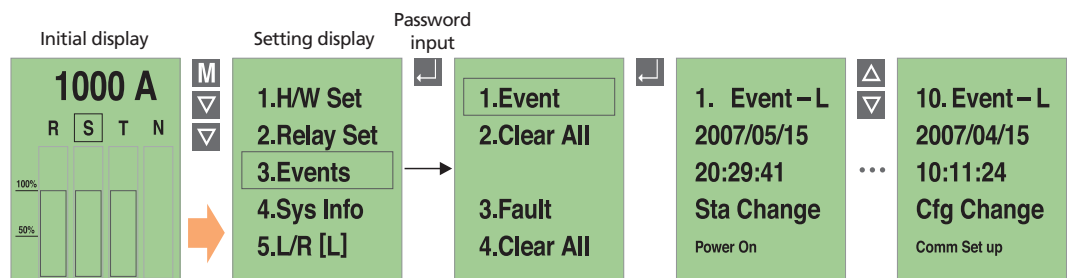 Initial display
Setting display
Password
input
1000 A
R S T N
100%
50%
M
1.H/W Set
2.Relay Set
3.Events
4.Sys Info
5.L/R [L]
1.Event
2.Clear All
3.Fault
4.Clear All
1. Event–L
2007/05/15
20:29:41
Sta Change
Power On
...
10. Event–L
2007/04/15
10:11:24
Cfg Change
Comm Set up